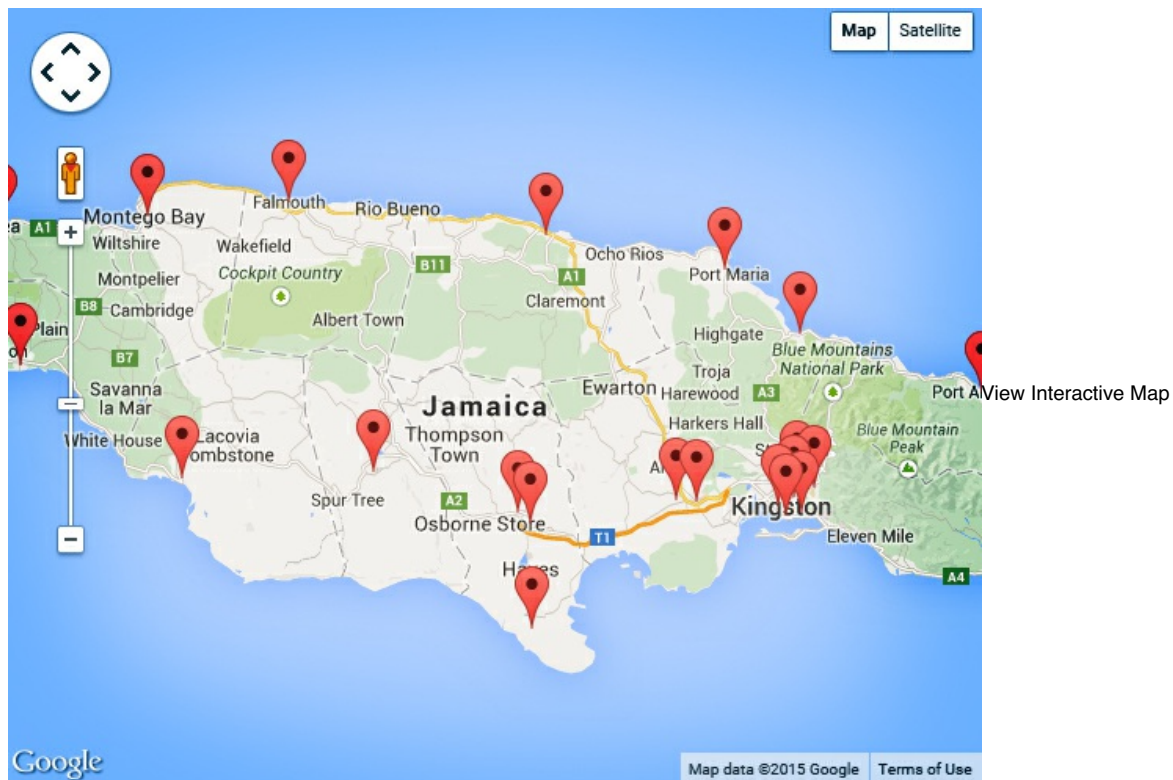 Map
Satellite
Falmouth
Rio Bueno
Montego Bay
A1
Wiltshire
Wakefield
Ocho Rios
B11
Cockpit Country
A1
Port Maria
Montpelier
Claremont
B8
Cambridge
Albert Town
Plain
Highgate
Blue Mountains
National Park
B7
Troja
Ewarton
Harewood
A3
Savanna
la Mar
Port A
View Interactive Map
Jamaica
Harkers Hall
White House
Lacovia
ombstone
Thompson
Town
Blue Mountain
Peak
Spur Tree
A2
Kingston
Osborne Store
T1
Eleven Mile
Hayes
A4
Google
Map data ©2015 Google
Terms of Use